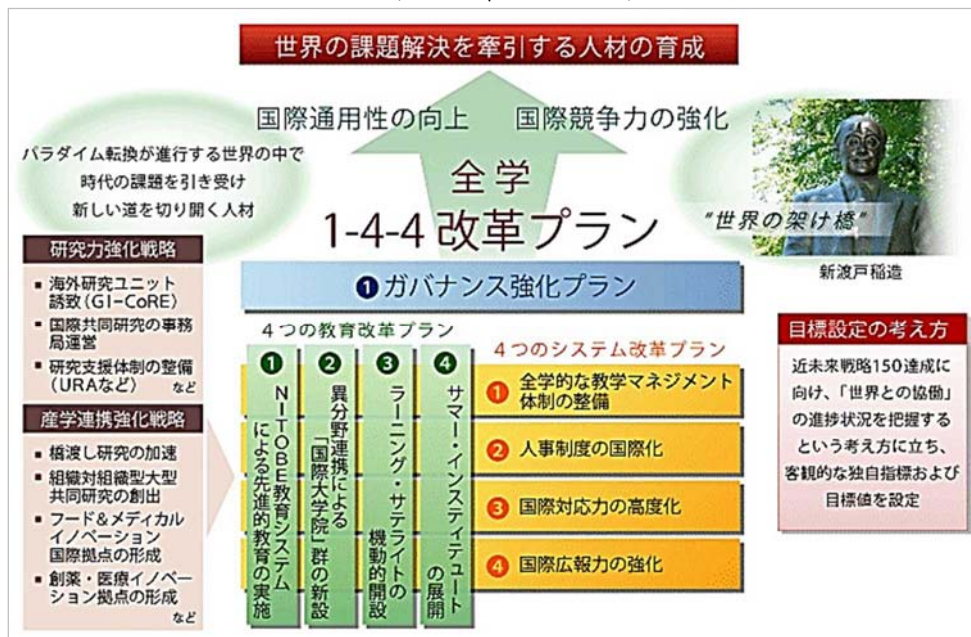 世界の課題解決を牽引する人材の育成
国際通用性の向上
国際競争力の強化
パラダイム転換が進行する世界の中で
時代の課題を引き受け
新しい道を切り開く人材
全学
1-4-4 改革プラン
"世界の架け橋"
新渡戸稲造
研究力強化戦略
■ 海外研究ユニット
誘致(GI-CoRE)
■ 国際共同研究の事務
局運営
■ 研究支援体制の整備
(URAなど) など
産学連携強化戦略
■ 橋渡し研究の加速
■ 組織対組織型大型
共同研究の創出
■ フード&メディカル
イノベーション
国際拠点の形成
■ 創薬・医療イノベー
ション拠点の形成
など
❶ ガバナンス強化プラン
4つの教育改革プラン
❶
NITOBE教育システム
による先進的教育の実施
❷
異分野連携による
「国際大学院」群の新設
❸
ラーニング・サテライトの
機動的開設
❹
サマー・インスティテュート
の展開
4つのシステム改革プラン
❶ 全学的な教学マネジメント
体制の整備
❷ 人事制度の国際化
❸ 国際対応力の高度化
❹ 国際広報力の強化
目標設定の考え方
近未来戦略150達成に
向け、「世界との協働」
の進捗状況を把握する
という考え方に立ち、
客観的な独自指標および
目標値を設定